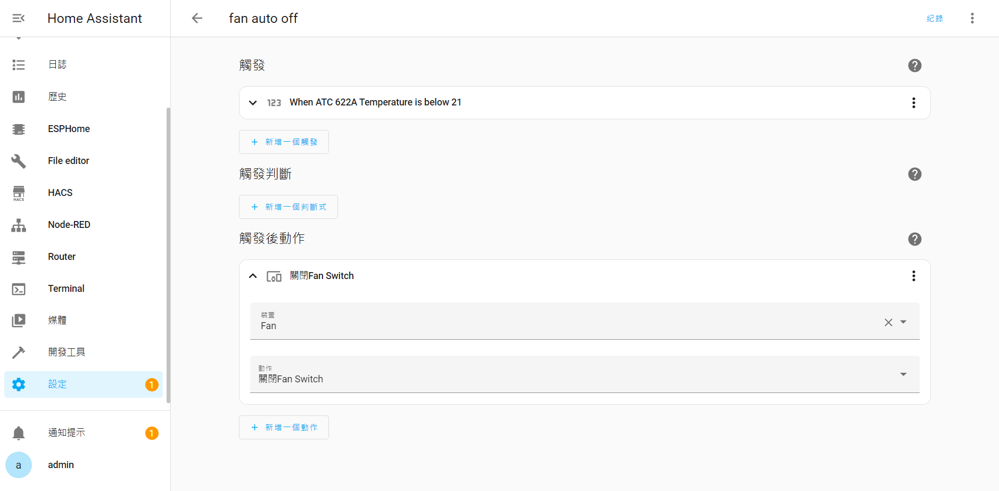 Home Assistant
fan auto off
紀錄
日誌
歷史
ESPHome
File editor
HACS
HACS
Node-RED
Router
Terminal
媒體
開發工具
設定
1
通知提示
1
a
admin
觸發
123
When ATC 622A Temperature is below 21
新增一個觸發
觸發判斷
新增一個判斷式
觸發後動作
關閉Fan Switch
裝置
Fan
動作
關閉Fan Switch
新增一個動作